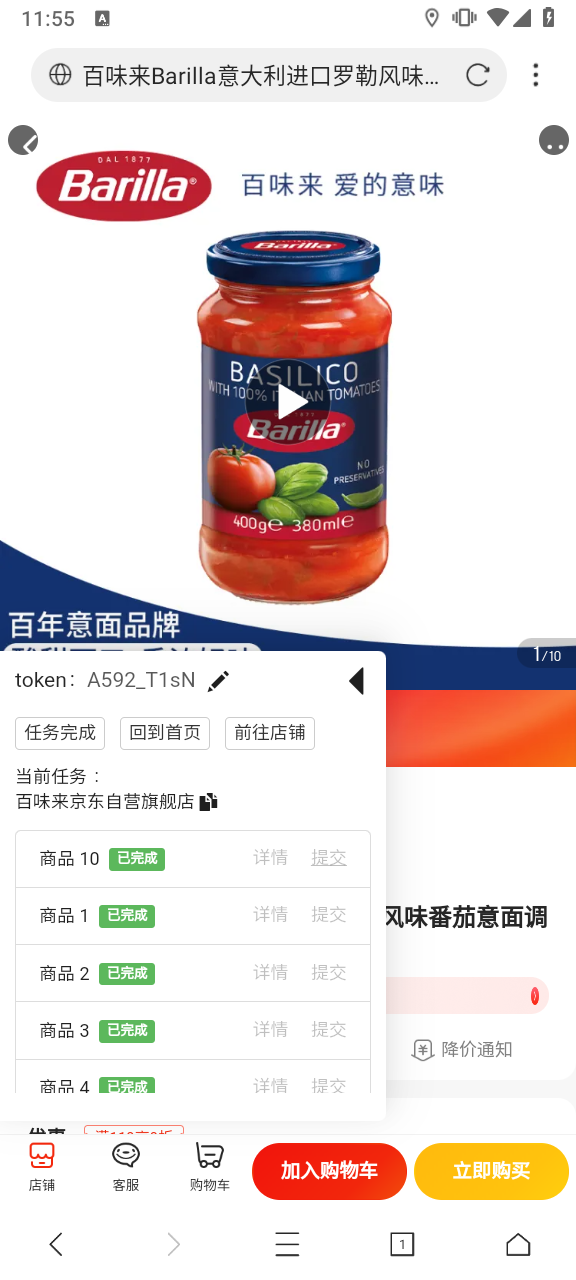 11:55
百味来Barilla意大利进口罗勒风味...
DAL 1877
Barilla
百味来 爱的意味
Barilla
BASILICO
WITH 100% ITALIAN TOMATOES
Barilla
NO
PRESERVATIVES
400ge 380mle
百年意面品牌
1/10
token: A592_T1sN
任务完成 回到首页 前往店铺
当前任务：
百味来京东自营旗舰店
商品 10 已完成 详情 提交
商品 1 已完成 详情 提交
风味番茄意面调
商品 2 已完成 详情 提交
商品 3 已完成 详情 提交
降价通知
商品 4 已完成 详情 提交
优惠
店铺 客服 购物车 加入购物车 立即购买
1